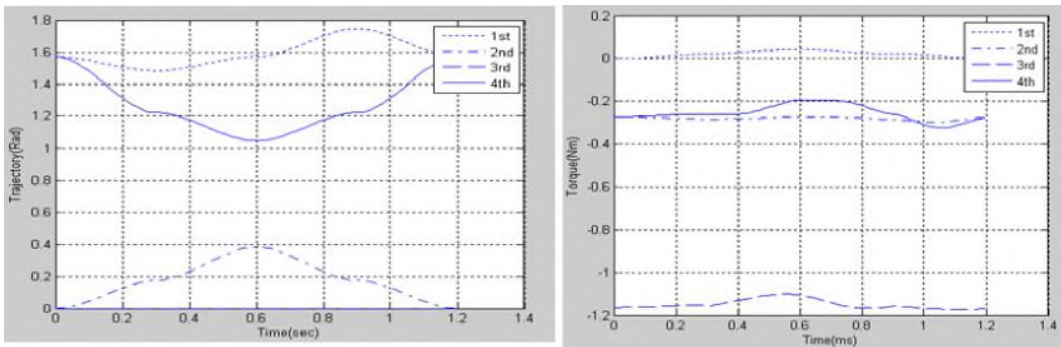 1.8
1.6
1.4
1.2
1
0.8
0.6
0.4
0.2
0
Trajectory(Rad)
0 0.2 0.4 0.6 0.8 1 1.2 1.4
Time(sec)
1st
2nd
3rd
4th
0.2
0
-0.2
-0.4
-0.6
-0.8
-1
-1.2
Torque(Nm)
0 0.2 0.4 0.6 0.8 1 1.2 1.4
Time(ms)
1st
2nd
3rd
4th